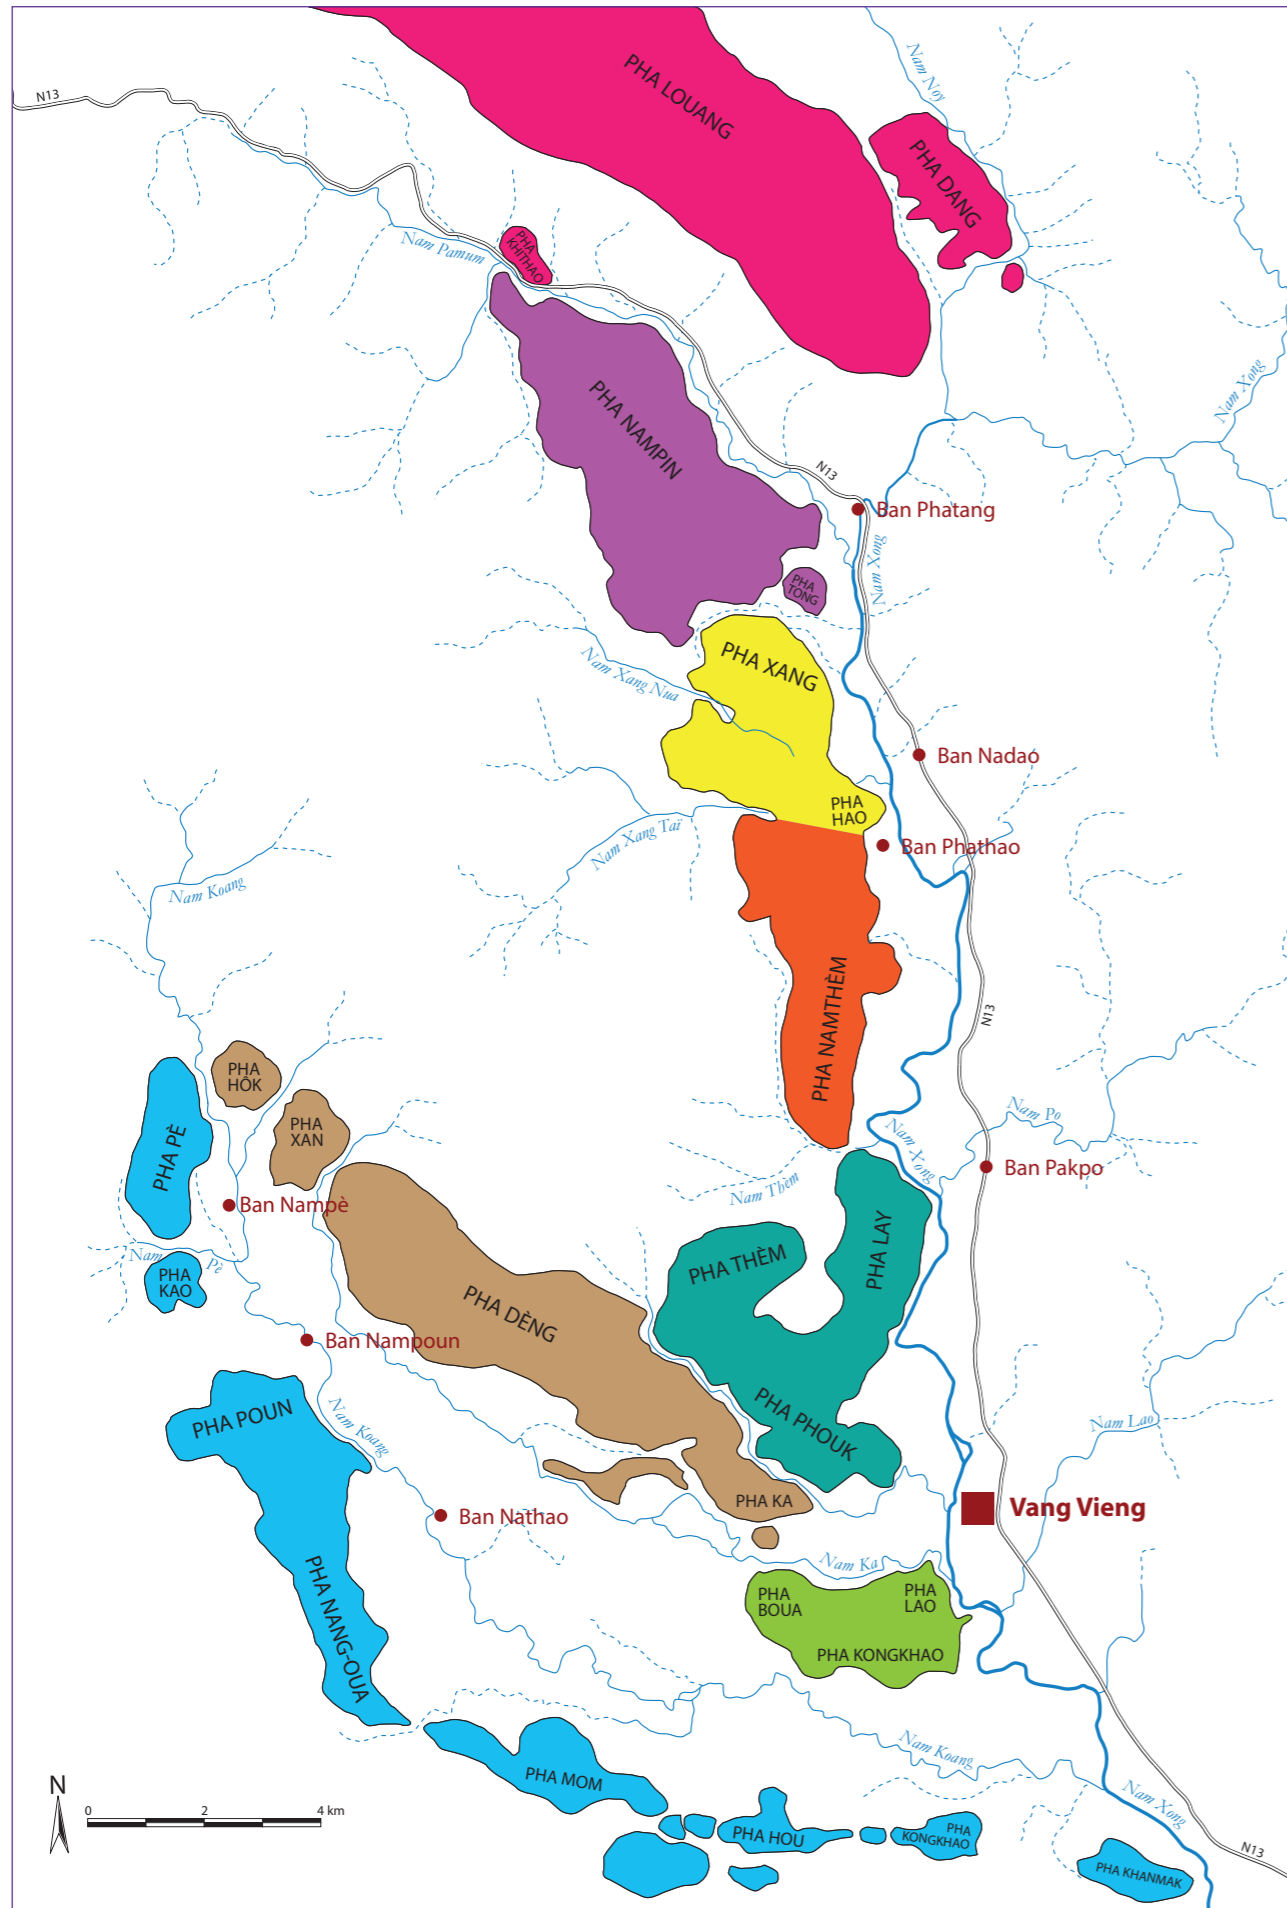 N13
PHA LOUANG
Nam Noy
PHA DANG
Nam Pamum
PHA
KHITHAO
PHA NAMPIN
Nam Xong
N13
Ban Phatang
Nam Xong
PHA
TONG
PHA XANG
Nam Xang Nua
Ban Nadao
PHA
HAO
Nam Xang Taï
Ban Phathao
Nam Koang
PHA NAMTHÈM
N13
PHA
HÔK
PHA
XAN
PHA PÈ
Nam Po
Nam Xong
Ban Pakpo
Nam Thèm
Ban Nampè
PHA LAY
PHA THÈM
Nam Pè
PHA
KAO
PHA DÈNG
Ban Nampoun
PHA POUN
Nam Koang
PHA PHOUK
Nam Lao
PHA KA
Vang Vieng
Ban Nathao
Nam Ka
PHA
BOUA
PHA
LAO
PHA NANG-OUA
PHA KONGKHAO
Nam Koang
PHA MOM
N
0 2 4 km
Nam Xong
PHA HOU
PHA
KONGKHAO
N13
PHA KHANMAK